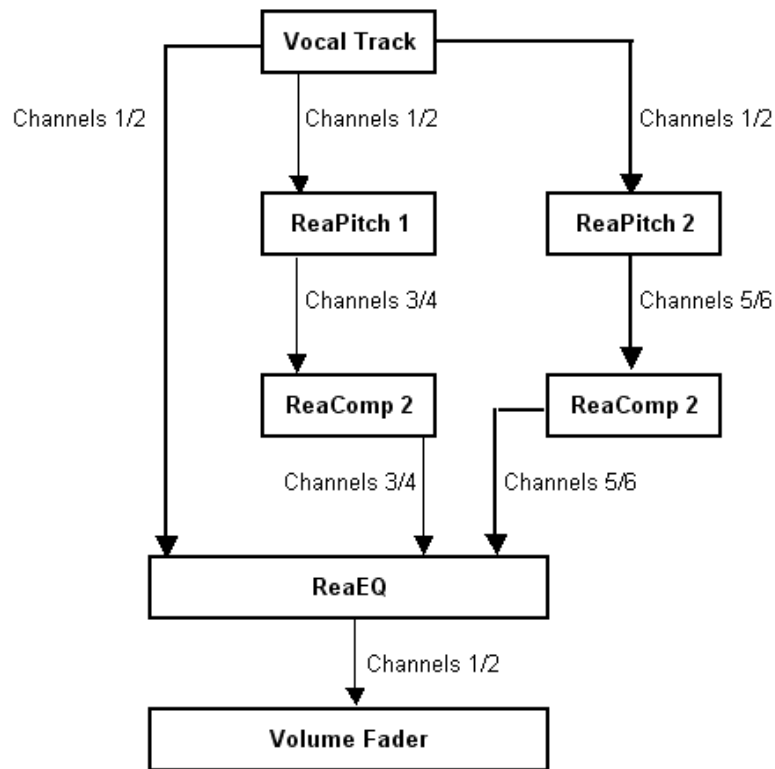 Vocal Track
Channels 1/2
Channels 1/2
Channels 1/2
ReaPitch 1
ReaPitch 2
Channels 3/4
Channels 5/6
ReaComp 2
ReaComp 2
Channels 3/4
Channels 5/6
ReaEQ
Channels 1/2
Volume Fader